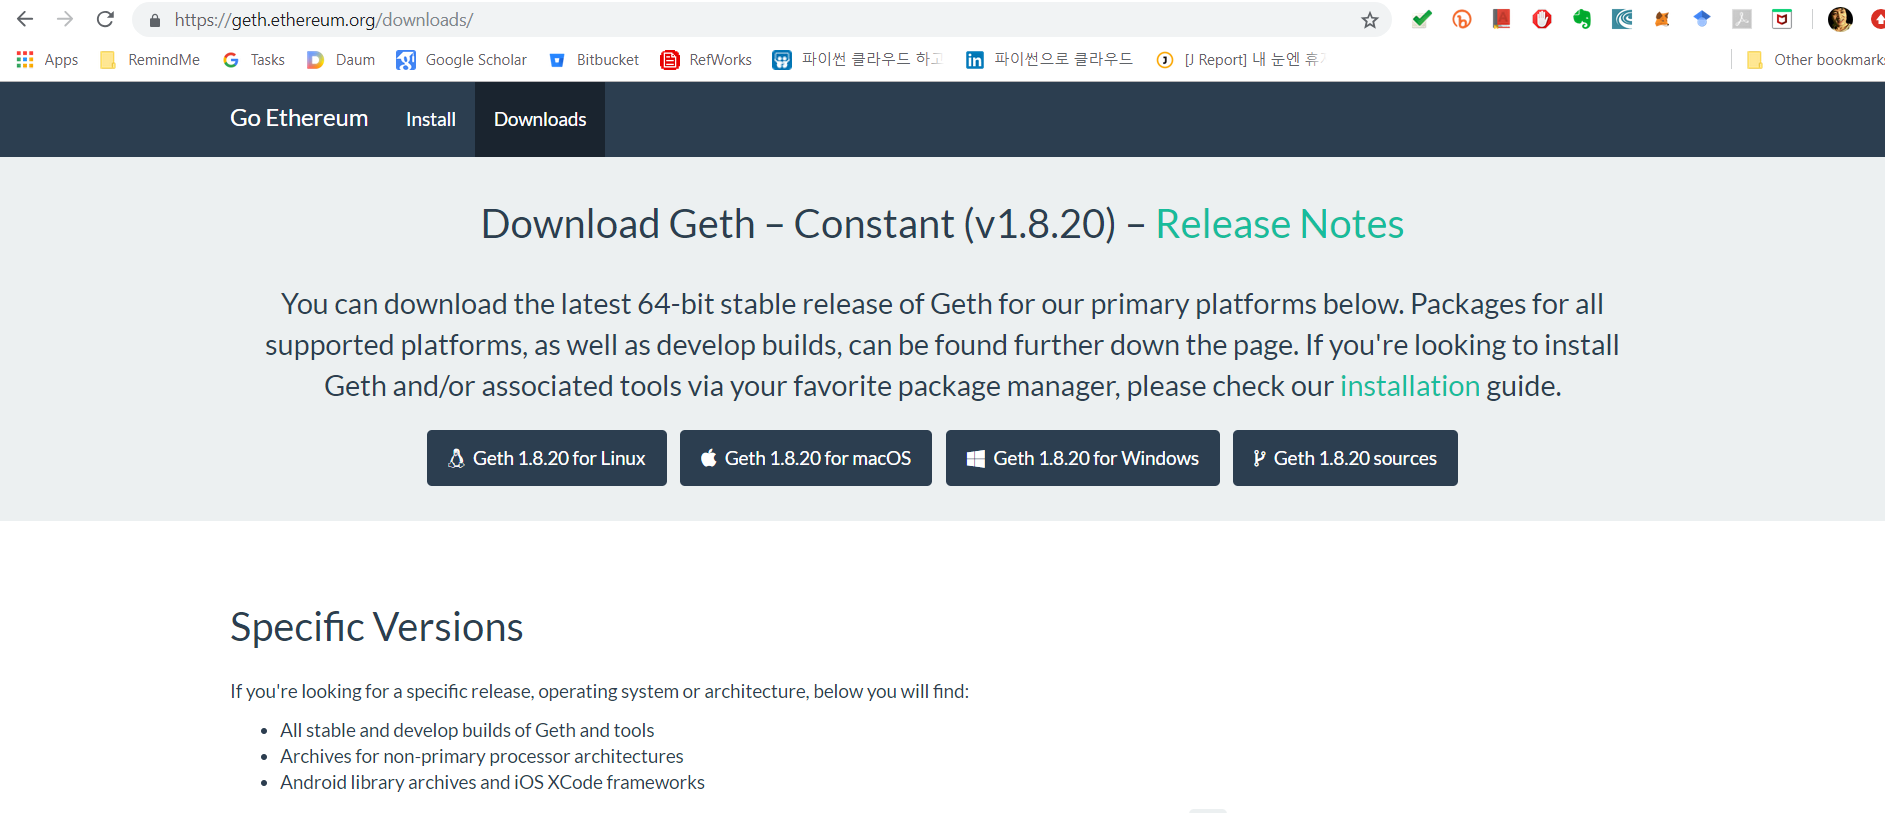 https://geth.ethereum.org/downloads/
Apps RemindMe Tasks Daum Google Scholar Bitbucket RefWorks 파이썬 클라우드 하고 파이썬으로 클라우드 [J Report] 내 눈엔 Other bookmarks
Go Ethereum Install Downloads
Download Geth – Constant (v1.8.20) – Release Notes
You can download the latest 64-bit stable release of Geth for our primary platforms below. Packages for all
supported platforms, as well as develop builds, can be found further down the page. If you're looking to install
Geth and/or associated tools via your favorite package manager, please check our installation guide.
Geth 1.8.20 for Linux Geth 1.8.20 for macOS Geth 1.8.20 for Windows Geth 1.8.20 sources
Specific Versions
If you're looking for a specific release, operating system or architecture, below you will find:
• All stable and develop builds of Geth and tools
• Archives for non-primary processor architectures
• Android library archives and iOS XCode frameworks